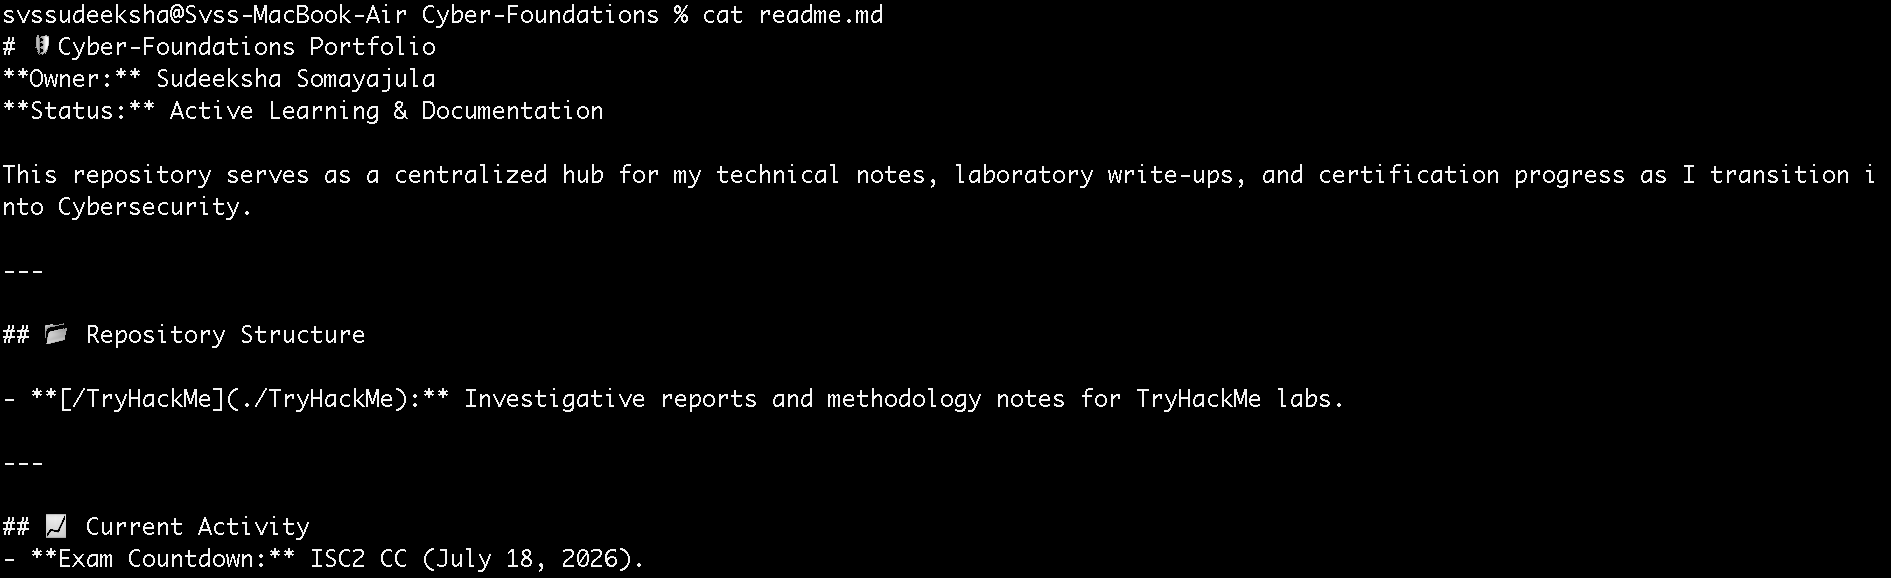 svssudeeksha@Svss-MacBook-Air Cyber-Foundations % cat readme.md
# 🛡️ Cyber-Foundations Portfolio
**Owner:** Sudeeksha Somayajula
**Status:** Active Learning & Documentation
This repository serves as a centralized hub for my technical notes, laboratory write-ups, and certification progress as I transition i
nto Cybersecurity.
---
## 📂 Repository Structure
- **[/TryHackMe](./TryHackMe):** Investigative reports and methodology notes for TryHackMe labs.
---
## 📈 Current Activity
- **Exam Countdown:** ISC2 CC (July 18, 2026).